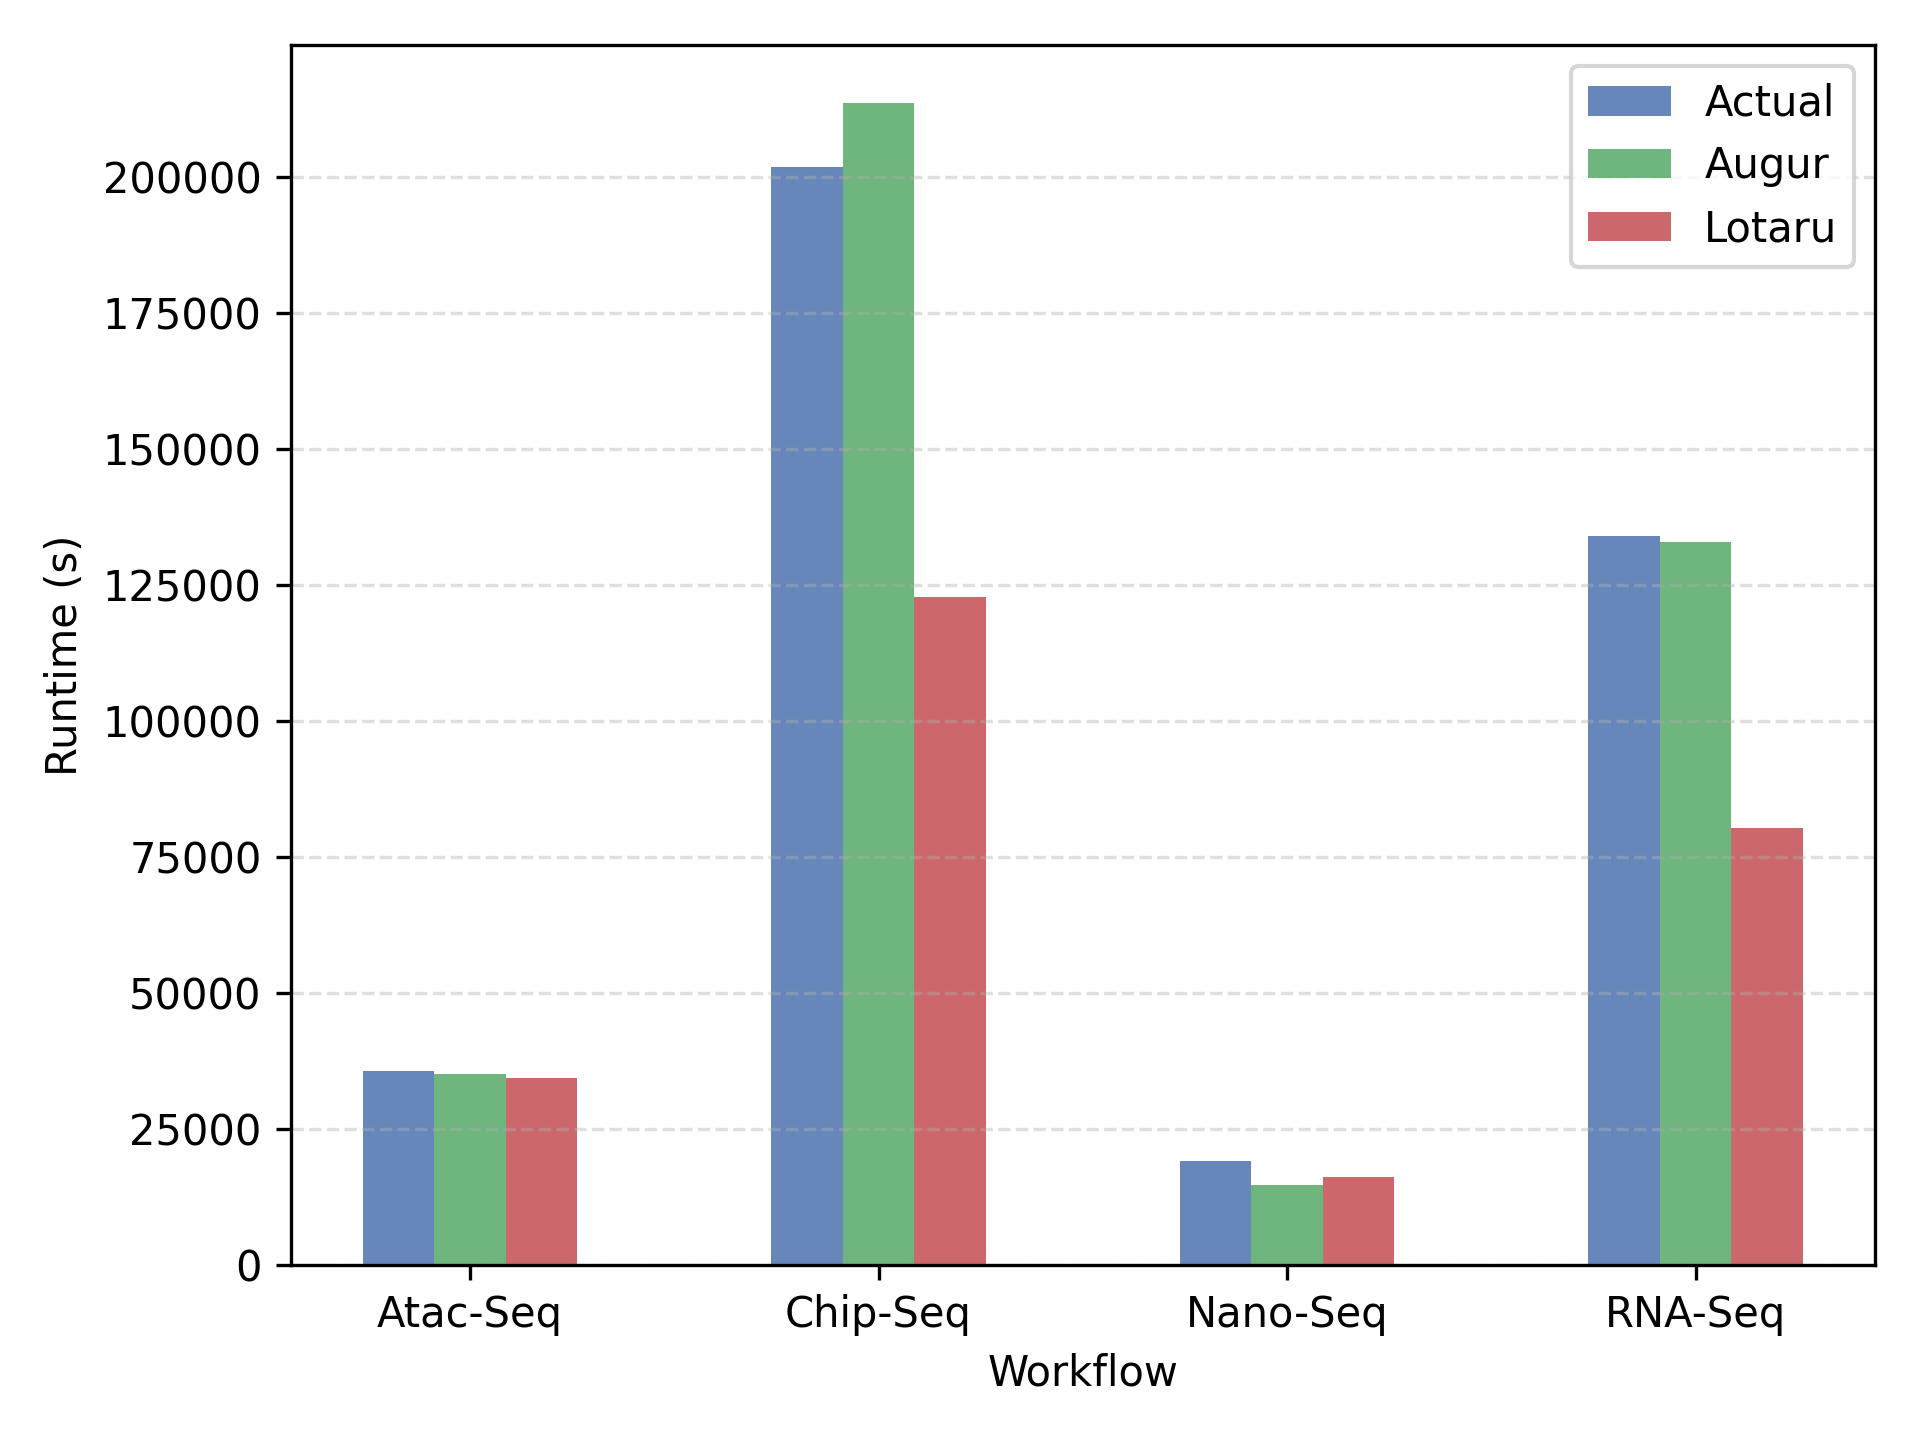 Actual
Augur
Lotaru
200000
175000
150000
125000
100000
75000
50000
25000
0
Runtime (s)
Atac-Seq
Chip-Seq
Nano-Seq
RNA-Seq
Workflow